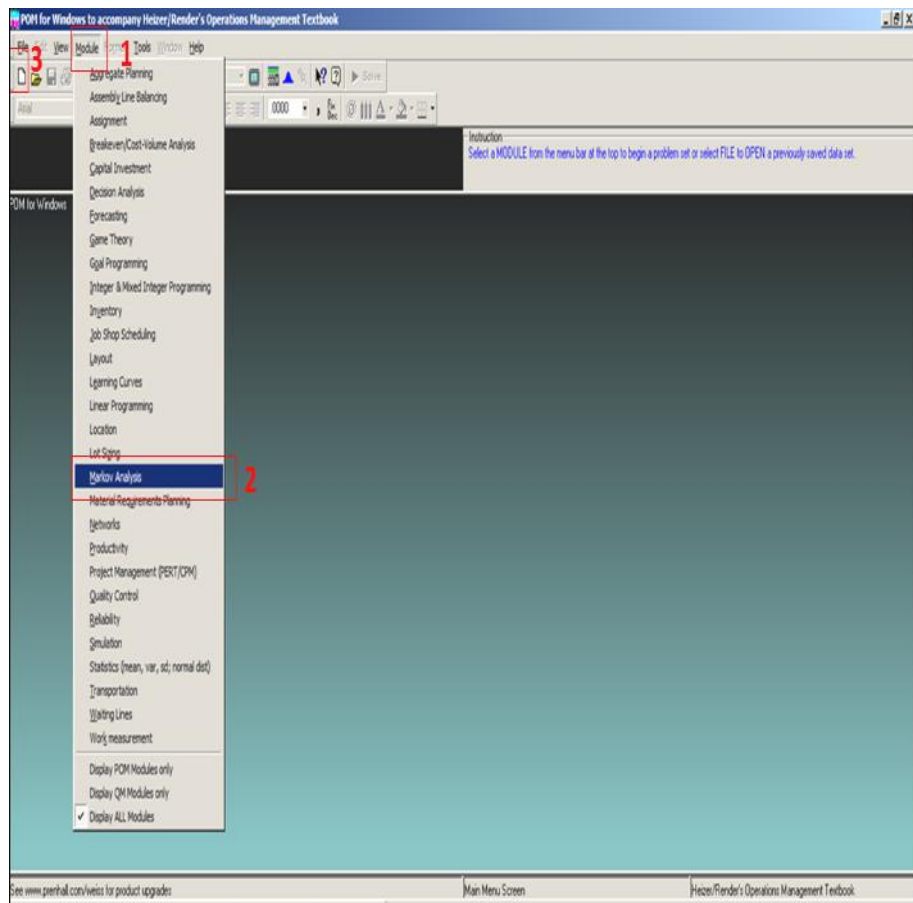 POM for Windows to accompany Heizer/Render's Operations Management Textbook
File Edit View Module Format Tools Window Help
1
3
Solve
Arial
0000
Instruction
Select a MODULE from the menu bar at the top to begin a problem set or select FILE to OPEN a previously saved data set.
POM for Windows
Aggregate Planning
Assembly Line Balancing
Assignment
Breakeven/Cost-Volume Analysis
Capital Investment
Decision Analysis
Forecasting
Game Theory
Goal Programming
Integer & Mixed Integer Programming
Inventory
Job Shop Scheduling
Layout
Learning Curves
Linear Programming
Location
Lot Sizing
Markov Analysis
2
Material Requirements Planning
Networks
Productivity
Project Management (PERT/CPM)
Quality Control
Reliability
Simulation
Statistics (mean, var, sd; normal dist)
Transportation
Waiting Lines
Work measurement
Display POM Modules only
Display QM Modules only
Display ALL Modules
See www.prenhall.com/weiss for product upgrades
Main Menu Screen
Heizer/Render's Operations Management Textbook